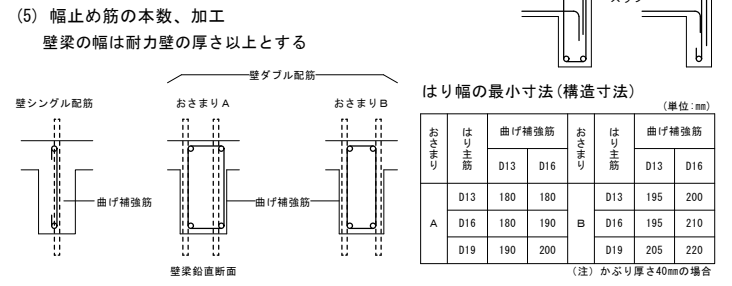 (5) 幅止め筋の本数、加工
壁梁の幅は耐力壁の厚さ以上とする
壁ダブル配筋
壁シングル配筋
おさまりA
おさまりB
曲げ補強筋
曲げ補強筋
壁梁鉛直断面
はり幅の最小寸法(構造寸法)
(単位:mm)
おさまり はり主筋 曲げ補強筋 おさまり はり主筋 曲げ補強筋
D13 D16 D13 D16
A D13 180 180 B D13 195 200
D16 180 190 D16 195 210
D19 190 200 D19 205 220
(注) かぶり厚さ40mmの場合